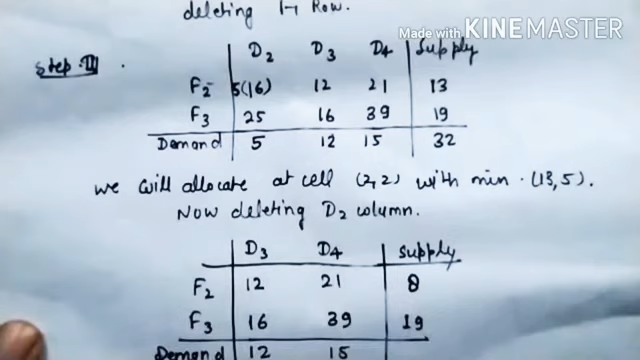 deleting 1st Row.
Made with KINEMASTER
Step III.
D2 D3 D4 Supply
F2 5(16) 12 21 13
F3 25 16 39 19
Demand 5 12 15 32
we will allocate at cell (2,2) with min. (13,5).
Now deleting D2 column.
D3 D4 supply
F2 12 21 8
F3 16 39 19
Demand 12 15